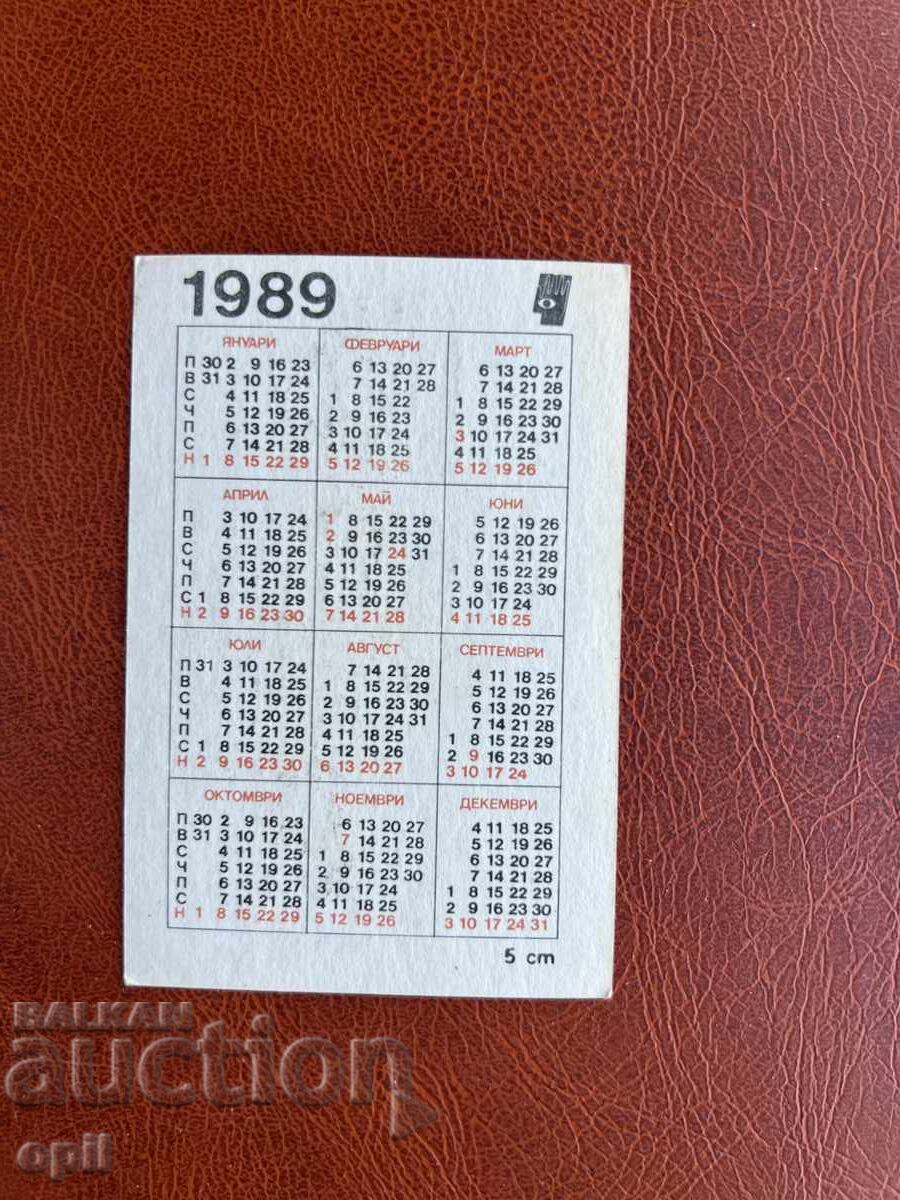 1989
ЯНУАРИ
П 30 2 9 16 23
В 31 3 10 17 24
С 4 11 18 25
Ч 5 12 19 26
П 6 13 20 27
С 7 14 21 28
Н 1 8 15 22 29
ФЕВРУАРИ
6 13 20 27
7 14 21 28
1 8 15 22
2 9 16 23
3 10 17 24
4 11 18 25
5 12 19 26
МАРТ
6 13 20 27
7 14 21 28
1 8 15 22 29
2 9 16 23 30
3 10 17 24 31
4 11 18 25
5 12 19 26
АПРИЛ
П 3 10 17 24
В 4 11 18 25
С 5 12 19 26
Ч 6 13 20 27
П 7 14 21 28
С 1 8 15 22 29
Н 2 9 16 23 30
МАЙ
1 8 15 22 29
2 9 16 23 30
3 10 17 24 31
4 11 18 25
5 12 19 26
6 13 20 27
7 14 21 28
ЮНИ
5 12 19 26
6 13 20 27
7 14 21 28
1 8 15 22 29
2 9 16 23 30
3 10 17 24
4 11 18 25
ЮЛИ
П 31 3 10 17 24
В 4 11 18 25
С 5 12 19 26
Ч 6 13 20 27
П 7 14 21 28
С 1 8 15 22 29
Н 2 9 16 23 30
АВГУСТ
7 14 21 28
1 8 15 22 29
2 9 16 23 30
3 10 17 24 31
4 11 18 25
5 12 19 26
6 13 20 27
СЕПТЕМВРИ
4 11 18 25
5 12 19 26
6 13 20 27
7 14 21 28
1 8 15 22 29
2 9 16 23 30
3 10 17 24
ОКТОМВРИ
П 30 2 9 16 23
В 31 3 10 17 24
С 4 11 18 25
Ч 5 12 19 26
П 6 13 20 27
С 7 14 21 28
Н 1 8 15 22 29
НОЕМВРИ
6 13 20 27
7 14 21 28
1 8 15 22 29
2 9 16 23 30
3 10 17 24
4 11 18 25
5 12 19 26
ДЕКЕМВРИ
4 11 18 25
5 12 19 26
6 13 20 27
7 14 21 28
1 8 15 22 29
2 9 16 23 30
3 10 17 24 31
5 cm
BALKAN
auction
opil